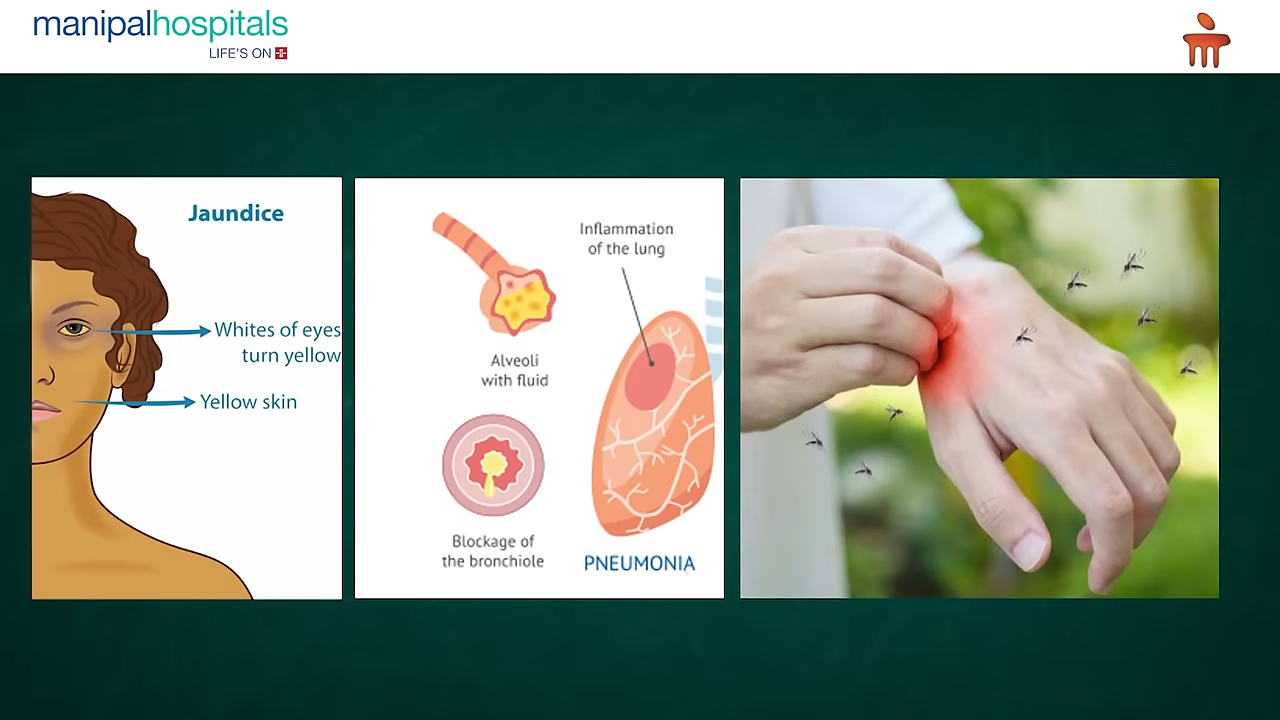 manipalhospitals
LIFE'S ON
Jaundice
Whites of eyes
turn yellow
Yellow skin
Inflammation
of the lung
Alveoli
with fluid
Blockage of
the bronchiole
PNEUMONIA